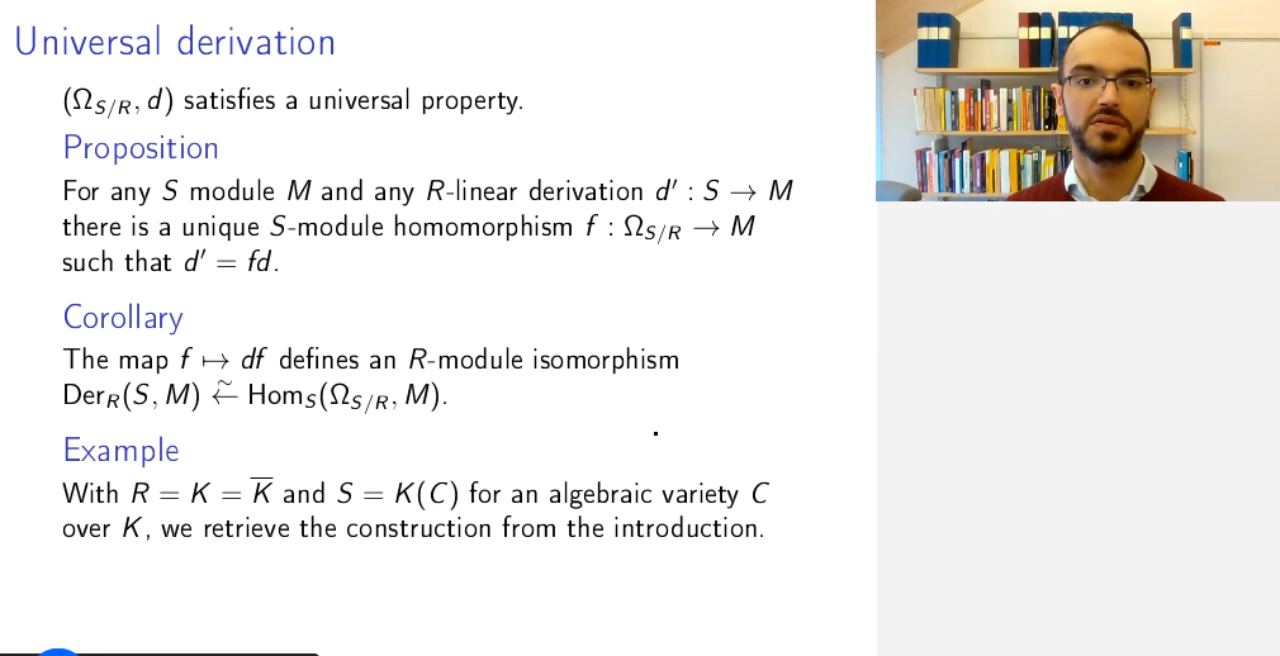 Universal derivation
(Ω_{S/R}, d) satisfies a universal property.
Proposition
For any S module M and any R-linear derivation d′ : S → M
there is a unique S-module homomorphism f : Ω_{S/R} → M
such that d′ = fd.
Corollary
The map f ↦ df defines an R-module isomorphism
Der_R(S, M) ⭉ Hom_S(Ω_{S/R}, M).
Example
With R = K = K̅ and S = K(C) for an algebraic variety C
over K, we retrieve the construction from the introduction.